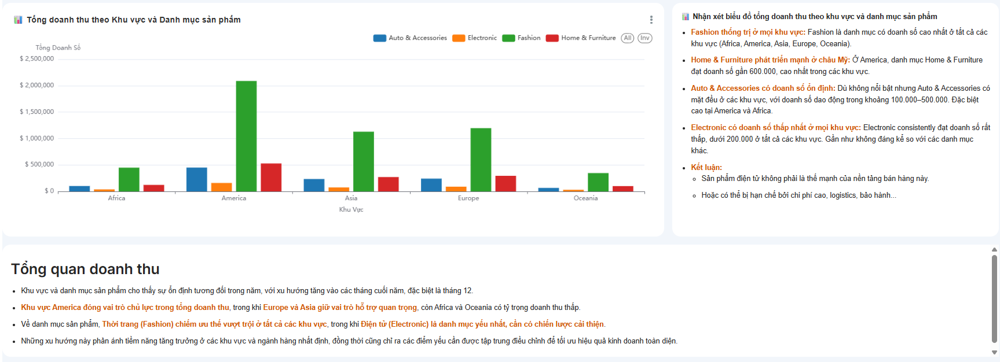 Tổng doanh thu theo Khu vực và Danh mục sản phẩm
Auto & Accessories
Electronic
Fashion
Home & Furniture
All
Inv
Tổng Doanh Số
$ 2,500,000
$ 2,000,000
$ 1,500,000
$ 1,000,000
$ 500,000
$ 0
Africa
America
Asia
Europe
Oceania
Khu Vực
Nhận xét biểu đồ tổng doanh thu theo khu vực và danh mục sản phẩm
Fashion thống trị ở mọi khu vực: Fashion là danh mục có doanh số cao nhất ở tất cả các
khu vực (Africa, America, Asia, Europe, Oceania).
Home & Furniture phát triển mạnh ở châu Mỹ: Ở America, danh mục Home & Furniture
đạt doanh số gần 600.000, cao nhất trong các khu vực.
Auto & Accessories có doanh số ổn định: Dù không nổi bật nhưng Auto & Accessories có
mặt đều ở các khu vực, với doanh số dao động trong khoảng 100.000–500.000. Đặc biệt
cao tại America và Africa.
Electronic có doanh số thấp nhất ở mọi khu vực: Electronic consistently đạt doanh số rất
thấp, dưới 200.000 ở tất cả các khu vực. Gần như không đáng kể so với các danh mục
khác.
Kết luận:
Sản phẩm điện tử không phải là thế mạnh của nền tảng bán hàng này.
Hoặc có thể bị hạn chế bởi chi phí cao, logistics, bảo hành...
Tổng quan doanh thu
Khu vực và danh mục sản phẩm cho thấy sự ổn định tương đối trong năm, với xu hướng tăng vào các tháng cuối năm, đặc biệt là tháng 12.
Khu vực America đóng vai trò chủ lực trong tổng doanh thu, trong khi Europe và Asia giữ vai trò hỗ trợ quan trọng, còn Africa và Oceania có tỷ trọng doanh thu thấp.
Về danh mục sản phẩm, Thời trang (Fashion) chiếm ưu thế vượt trội ở tất cả các khu vực, trong khi Điện tử (Electronic) là danh mục yếu nhất, cần có chiến lược cải thiện.
Những xu hướng này phản ánh tiềm năng tăng trưởng ở các khu vực và ngành hàng nhất định, đồng thời cũng chỉ ra các điểm yếu cần được tập trung điều chỉnh để tối ưu hiệu quả kinh doanh toàn diện.